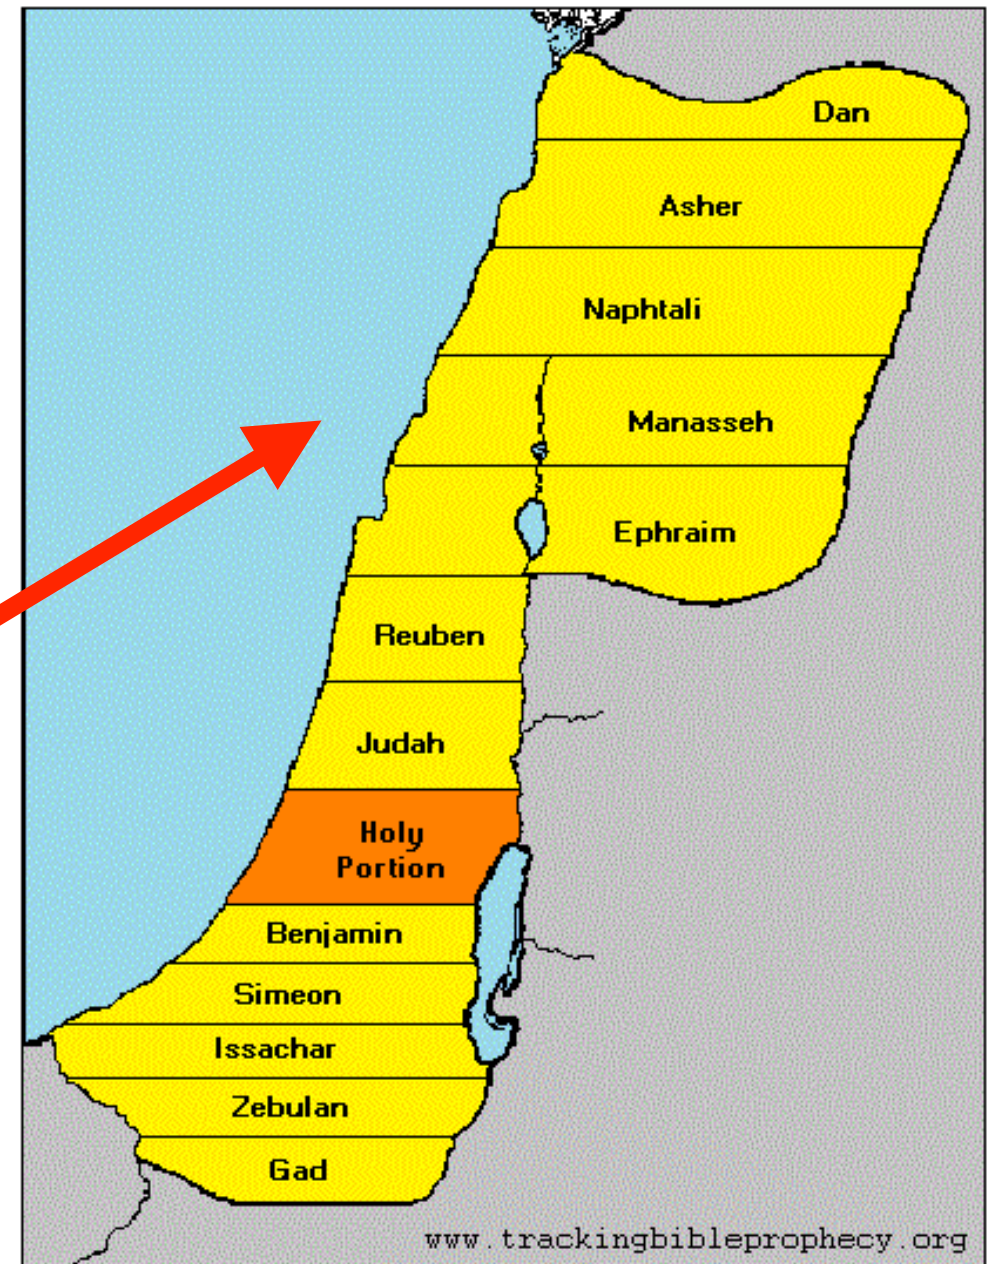 Dan
Asher
Naphtali
Manasseh
Ephraim
Reuben
Judah
Holy
Portion
Benjamin
Simeon
Issachar
Zebulan
Gad
www.trackingbibleprophecy.org